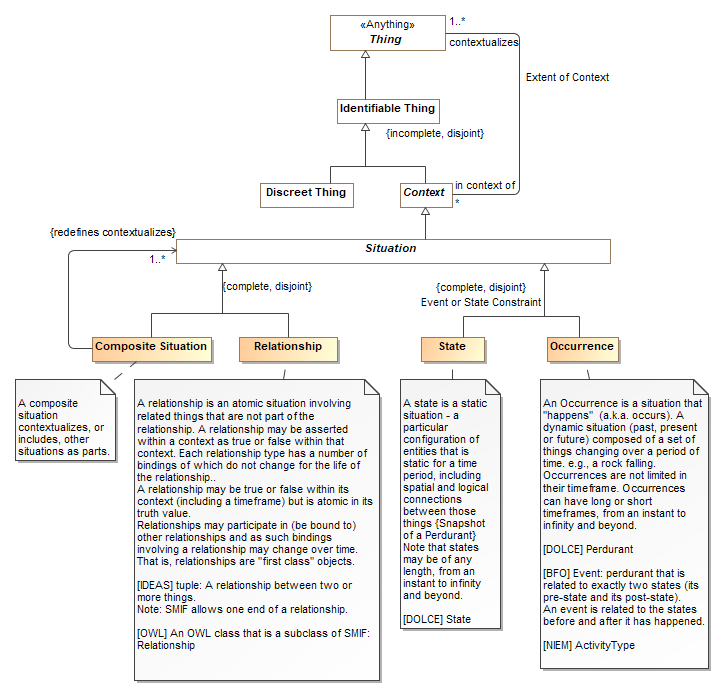 «Anything»
Thing
1..*
contextualizes
Extent of Context
Identifiable Thing
{incomplete, disjoint}
Discreet Thing
Context
in context of
*
{redefines contextualizes}
1..*
Situation
{complete, disjoint}
{complete, disjoint}
Event or State Constraint
Composite Situation
Relationship
State
Occurrence
A composite
situation
contextualizes, or
includes, other
situations as parts.
A relationship is an atomic situation involving
related things that are not part of the
relationship. A relationship may be asserted
within a context as true or false within that
context. Each relationship type has a number of
bindings of which do not change for the life of
the relationship..
A relationship may be true or false within its
context (including a timeframe) but is atomic in its
truth value.
Relationships may participate in (be bound to)
other relationships and as such bindings
involving a relationship may change over time.
That is, relationships are "first class" objects.
[IDEAS] tuple: A relationship between two or
more things.
Note: SMIF allows one end of a relationship.
[OWL] An OWL class that is a subclass of SMIF:
Relationship
A state is a static
situation - a
particular
configuration of
entities that is
static for a time
period, including
spatial and logical
connections
between those
things {Snapshot
of a Perdurant}
Note that states
may be of any
length, from an
instant to infinity
and beyond.
[DOLCE] State
An Occurrence is a situation that
"happens"  (a.k.a. occurs). A
dynamic situation (past, present
or future) composed of a set of
things changing over a period of
time. e.g., a rock falling.
Occurrences are not limited in
their timeframe. Occurrences
can have long or short
timeframes, from an instant to
infinity and beyond.
[DOLCE] Perdurant
[BFO] Event: perdurant that is
related to exactly two states (its
pre-state and its post-state).
An event is related to the states
before and after it has happened.
[NIEM] ActivityType